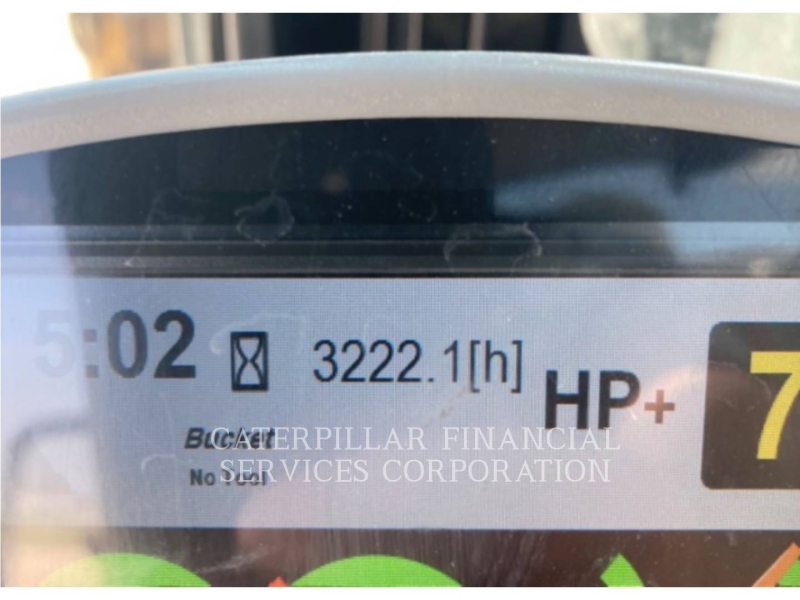 5:02
3222.1[h]
HP+
7
Bucket
No Tool
CATERPILLAR FINANCIAL
SERVICES CORPORATION